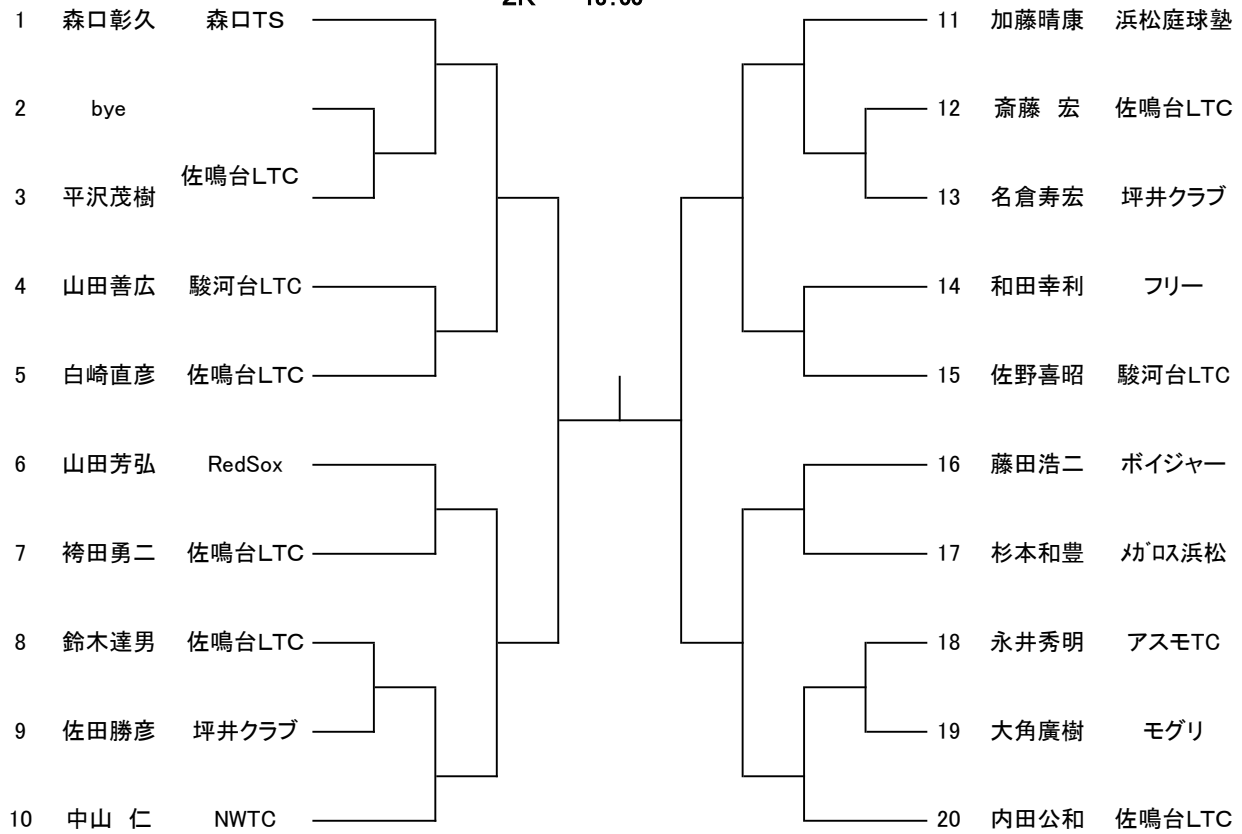 1 森口彰久 森口TS
2 bye
3 平沢茂樹 佐鳴台LTC
4 山田善広 駿河台LTC
5 白崎直彦 佐鳴台LTC
6 山田芳弘 RedSox
7 袴田勇二 佐鳴台LTC
8 鈴木達男 佐鳴台LTC
9 佐田勝彦 坪井クラブ
10 中山 仁 NWTC
11 加藤晴康 浜松庭球塾
12 斎藤 宏 佐鳴台LTC
13 名倉寿宏 坪井クラブ
14 和田幸利 フリー
15 佐野喜昭 駿河台LTC
16 藤田浩二 ボイジャー
17 杉本和豊 メガロス浜松
18 永井秀明 アスモTC
19 大角廣樹 モグリ
20 内田公和 佐鳴台LTC